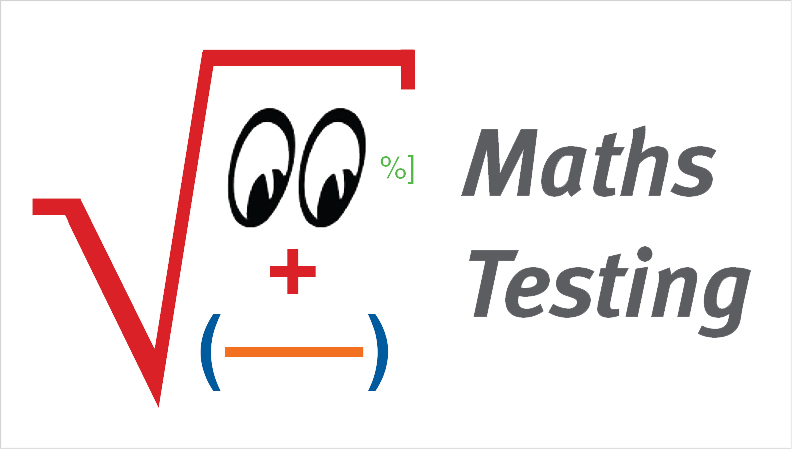 %]
Maths
+
Testing
(—)